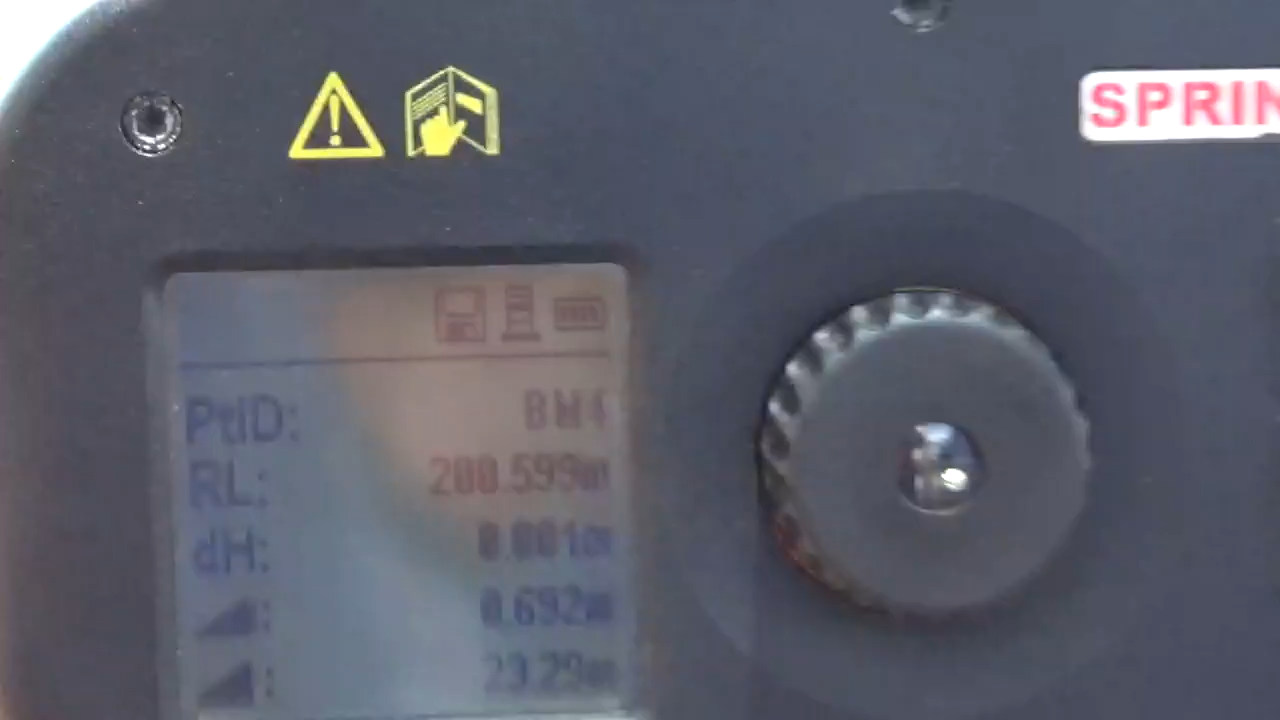 SPRIN
PtID: BM4
RL: 200.599m
dH: 0.001m
: 0.692m
: 23.29m